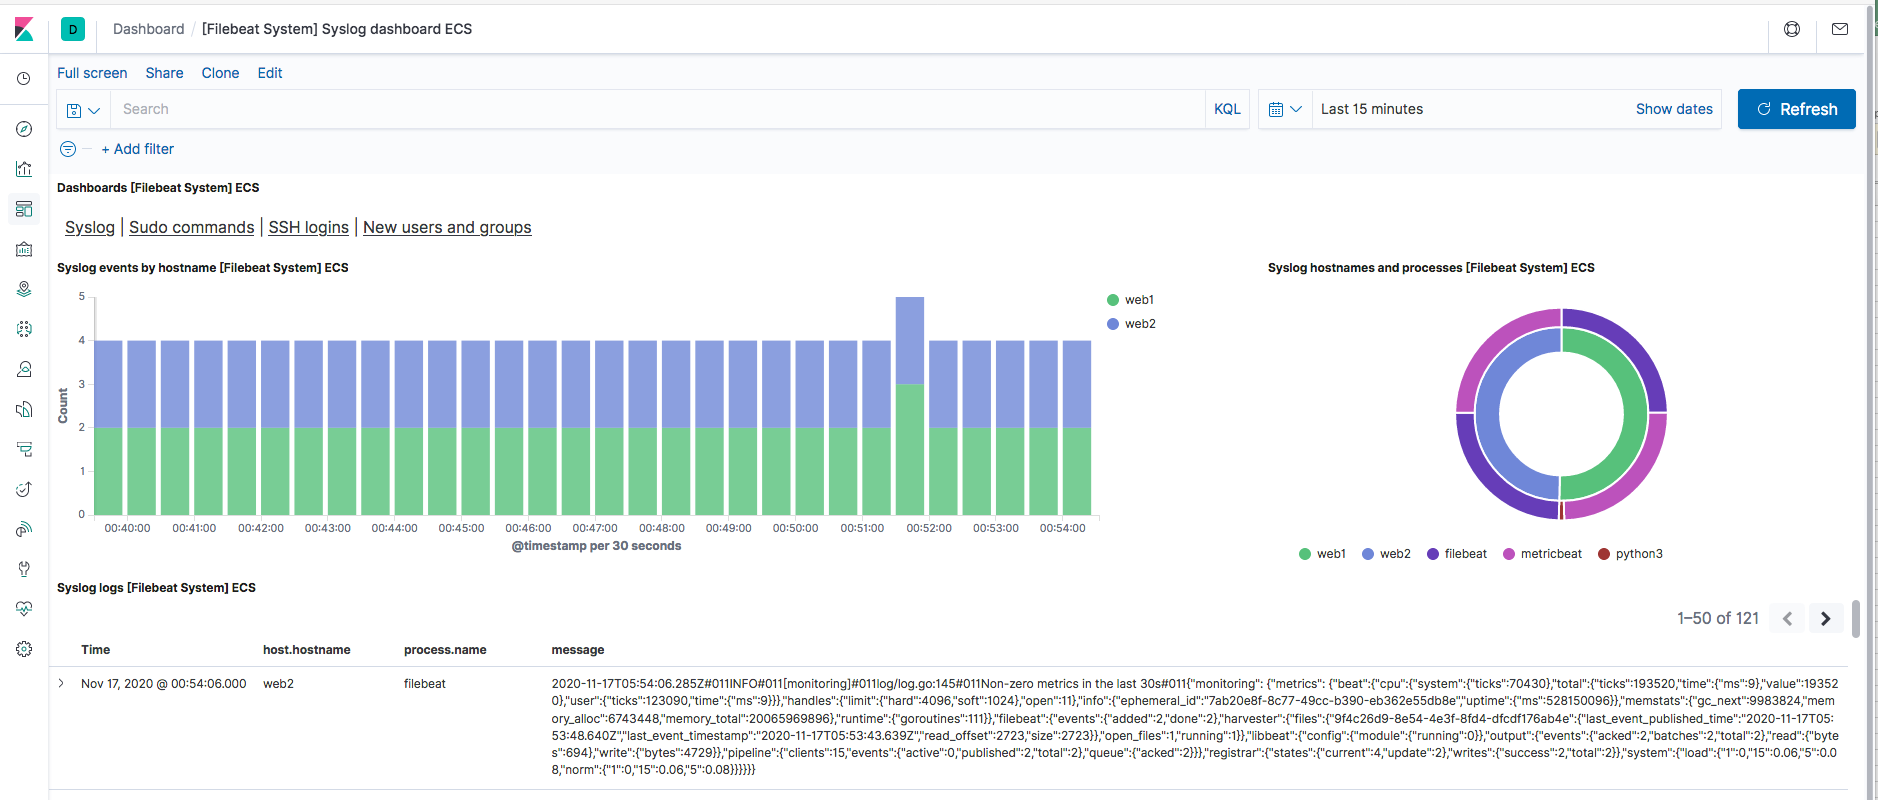 D Dashboard / [Filebeat System] Syslog dashboard ECS
Full screen Share Clone Edit
Search KQL Last 15 minutes Show dates Refresh
+ Add filter
Dashboards [Filebeat System] ECS
Syslog | Sudo commands | SSH logins | New users and groups
Syslog events by hostname [Filebeat System] ECS
5
4
3
2
1
0
Count
00:40:00 00:41:00 00:42:00 00:43:00 00:44:00 00:45:00 00:46:00 00:47:00 00:48:00 00:49:00 00:50:00 00:51:00 00:52:00 00:53:00 00:54:00
@timestamp per 30 seconds
web1
web2
Syslog hostnames and processes [Filebeat System] ECS
web1 web2 filebeat metricbeat python3
Syslog logs [Filebeat System] ECS
1–50 of 121
Time host.hostname process.name message
Nov 17, 2020 @ 00:54:06.000 web2 filebeat 2020-11-17T05:54:06.285Z#011INFO#011[monitoring]#011log/log.go:145#011Non-zero metrics in the last 30s#011{"monitoring": {"metrics": {"beat":{"cpu":{"system":{"ticks":70430},"total":{"ticks":193520,"time":{"ms":9},"value":19352
0},"user":{"ticks":123090,"time":{"ms":9}}},"handles":{"limit":{"hard":4096,"soft":1024},"open":11},"info":{"ephemeral_id":"7ab20e8f-8c77-49cc-b390-eb362e55db8e","uptime":{"ms":528150096}},"memstats":{"gc_next":9983824,"mem
ory_alloc":6743448,"memory_total":20065969896},"runtime":{"goroutines":111}},"filebeat":{"events":{"added":2,"done":2},"harvester":{"files":{"9f4c26d9-8e54-4e3f-8fd4-dfcdf176ab4e":{"last_event_published_time":"2020-11-17T05:
53:48.640Z","last_event_timestamp":"2020-11-17T05:53:43.639Z","read_offset":2723,"size":2723}},"open_files":1,"running":1}},"libbeat":{"config":{"module":{"running":0}},"output":{"events":{"acked":2,"batches":2,"total":2},"read":{"byte
s":694},"write":{"bytes":4729}},"pipeline":{"clients":15,"events":{"active":0,"published":2,"total":2},"queue":{"acked":2}}},"registrar":{"states":{"current":4,"update":2},"writes":{"success":2,"total":2}},"system":{"load":{"1":0,"15":0.06,"5":0.0
8,"norm":{"1":0,"15":0.06,"5":0.08}}}}}}